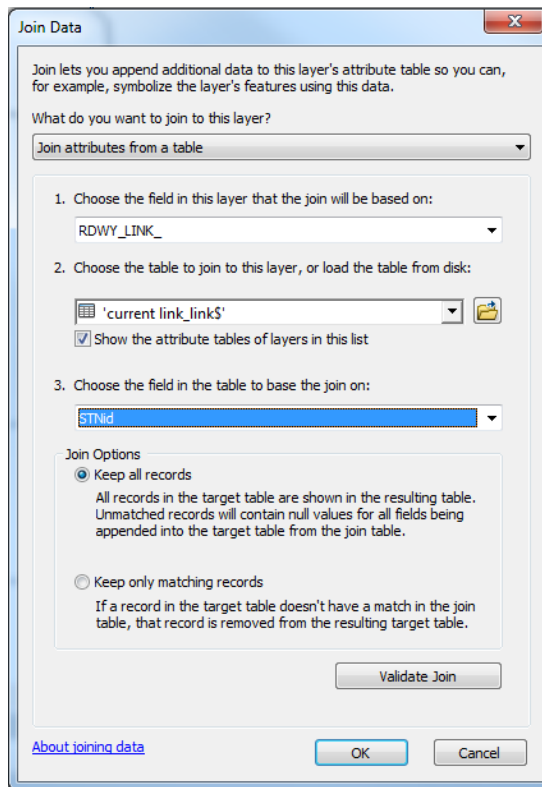 Join Data
Join lets you append additional data to this layer's attribute table so you can,
for example, symbolize the layer's features using this data.
What do you want to join to this layer?
Join attributes from a table
1. Choose the field in this layer that the join will be based on:
RDWY_LINK_
2. Choose the table to join to this layer, or load the table from disk:
'current link_link$'
Show the attribute tables of layers in this list
3. Choose the field in the table to base the join on:
STNid
Join Options
Keep all records
All records in the target table are shown in the resulting table.
Unmatched records will contain null values for all fields being
appended into the target table from the join table.
Keep only matching records
If a record in the target table doesn't have a match in the join
table, that record is removed from the resulting target table.
Validate Join
About joining data
OK
Cancel